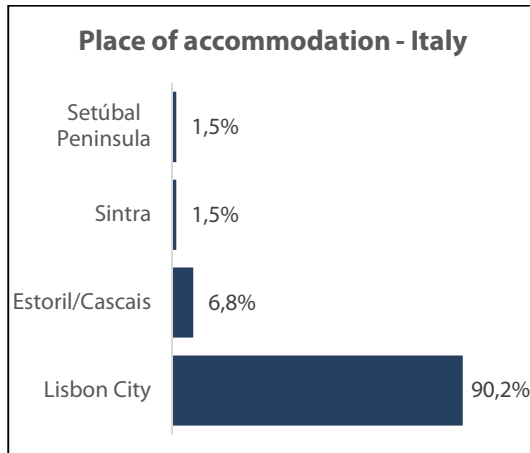 Place of accommodation - Italy
Setúbal
Peninsula
1,5%
Sintra
1,5%
Estoril/Cascais
6,8%
Lisbon City
90,2%